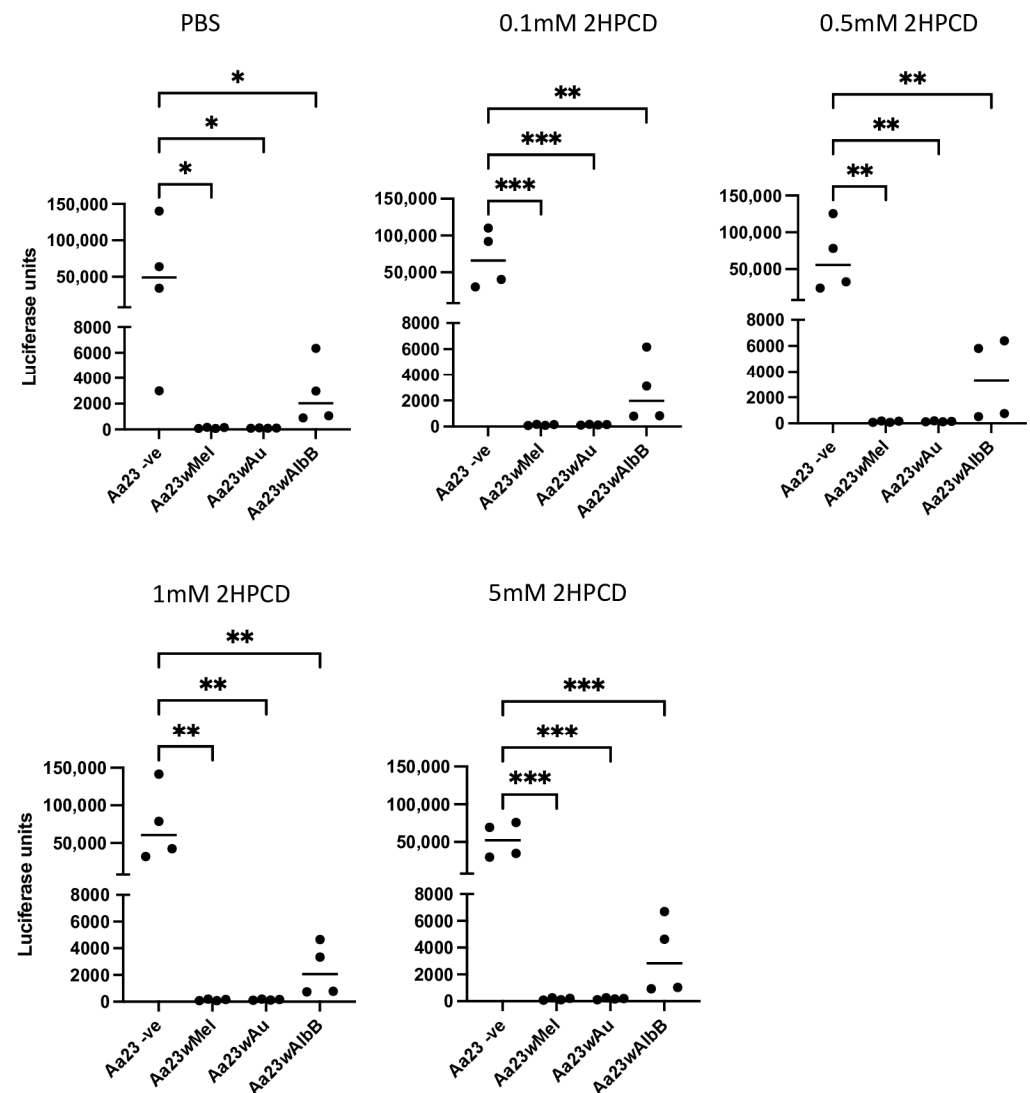 PBS
0.1mM 2HPCD
0.5mM 2HPCD
*
*
*
**
***
***
**
**
**
Luciferase units
150,000
100,000
50,000
8000
6000
4000
2000
0
Aa23 -ve
Aa23wMel
Aa23wAu
Aa23wAlbB
150,000
100,000
50,000
8000
6000
4000
2000
0
Aa23 -ve
Aa23wMel
Aa23wAu
Aa23wAlbB
150,000
100,000
50,000
8000
6000
4000
2000
0
Aa23 -ve
Aa23wMel
Aa23wAu
Aa23wAlbB
1mM 2HPCD
5mM 2HPCD
**
**
**
***
***
***
Luciferase units
150,000
100,000
50,000
8000
6000
4000
2000
0
Aa23 -ve
Aa23wMel
Aa23wAu
Aa23wAlbB
150,000
100,000
50,000
8000
6000
4000
2000
0
Aa23 -ve
Aa23wMel
Aa23wAu
Aa23wAlbB